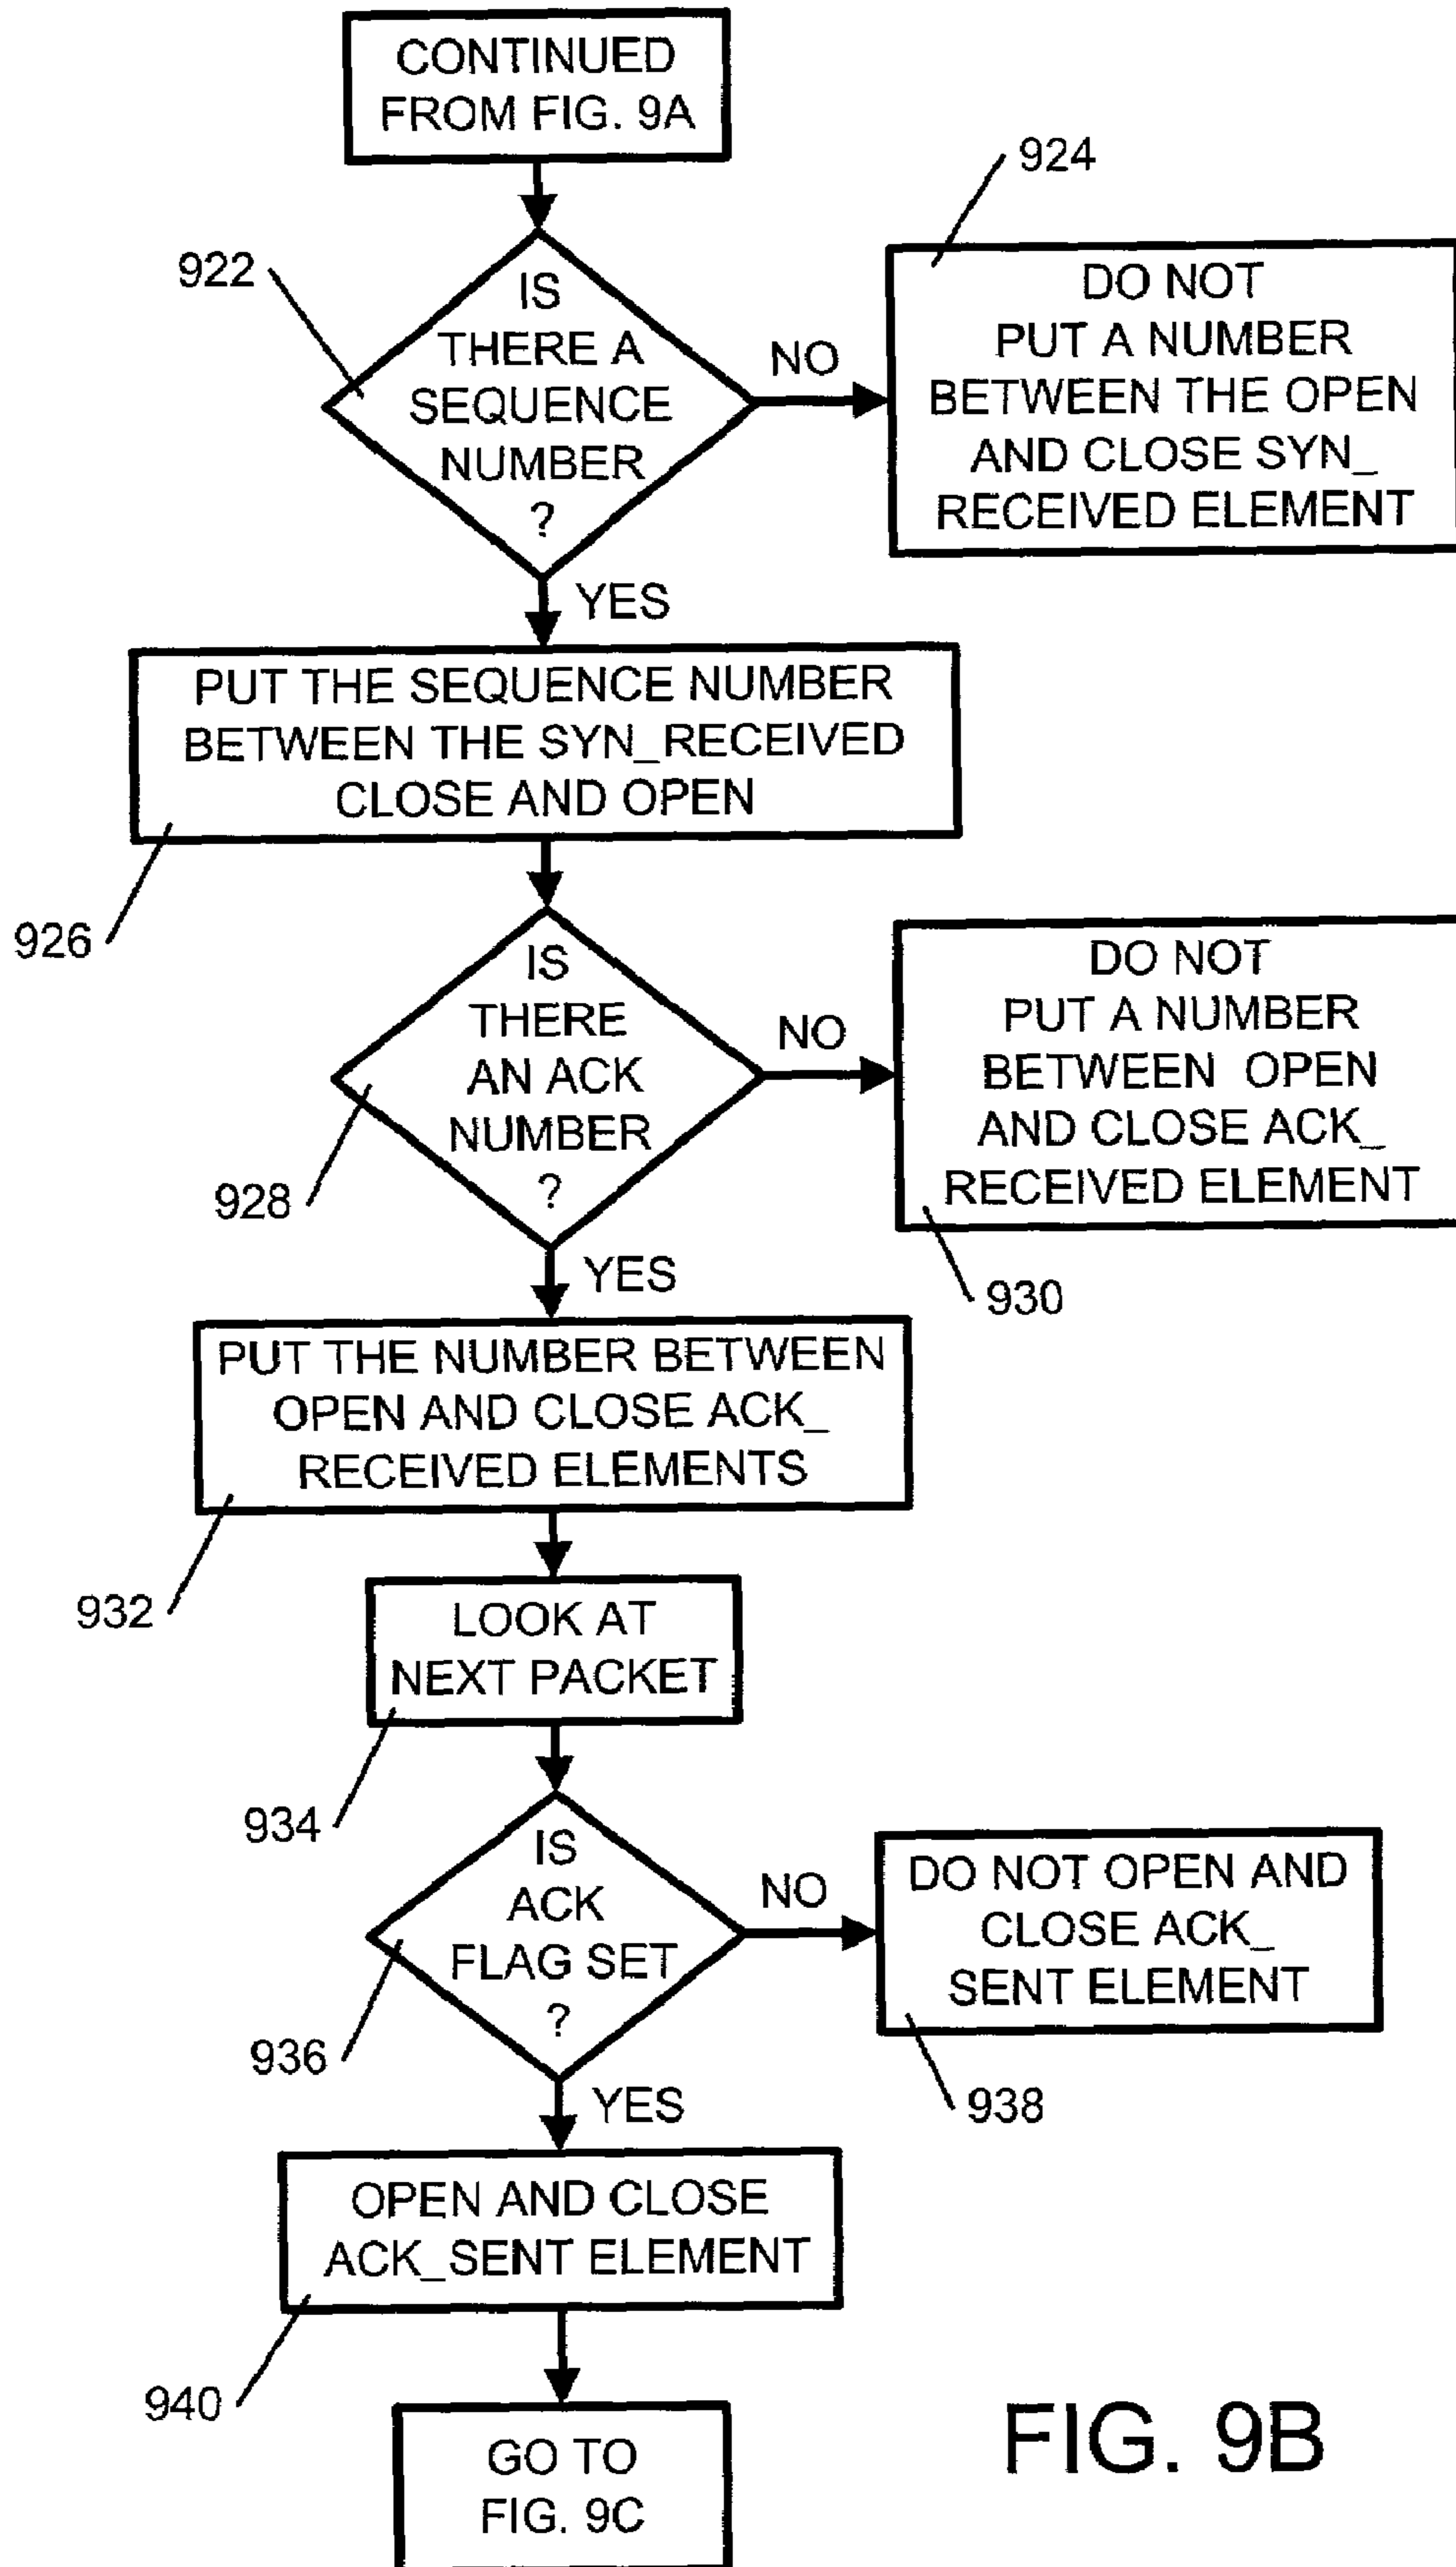 CONTINUED
FROM FIG. 9A
924
922
IS
THERE A
SEQUENCE
NUMBER
?
NO
DO NOT
PUT A NUMBER
BETWEEN THE OPEN
AND CLOSE SYN_
RECEIVED ELEMENT
YES
PUT THE SEQUENCE NUMBER
BETWEEN THE SYN_RECEIVED
CLOSE AND OPEN
926
IS
THERE
AN ACK
NUMBER
?
928
NO
DO NOT
PUT A NUMBER
BETWEEN OPEN
AND CLOSE ACK_
RECEIVED ELEMENT
930
YES
PUT THE NUMBER BETWEEN
OPEN AND CLOSE ACK_
RECEIVED ELEMENTS
932
LOOK AT
NEXT PACKET
934
IS
ACK
FLAG SET
?
936
NO
DO NOT OPEN AND
CLOSE ACK_
SENT ELEMENT
938
YES
OPEN AND CLOSE
ACK_SENT ELEMENT
940
GO TO
FIG. 9C
FIG. 9B